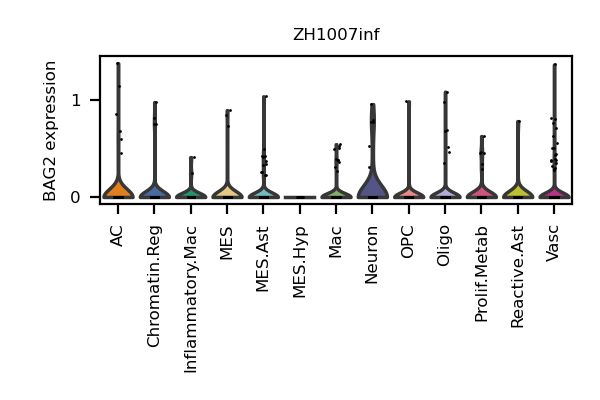 ZH1007inf
BAG2 expression
1
0
AC
Chromatin.Reg
Inflammatory.Mac
MES
MES.Ast
MES.Hyp
Mac
Neuron
OPC
Oligo
Prolif.Metab
Reactive.Ast
Vasc